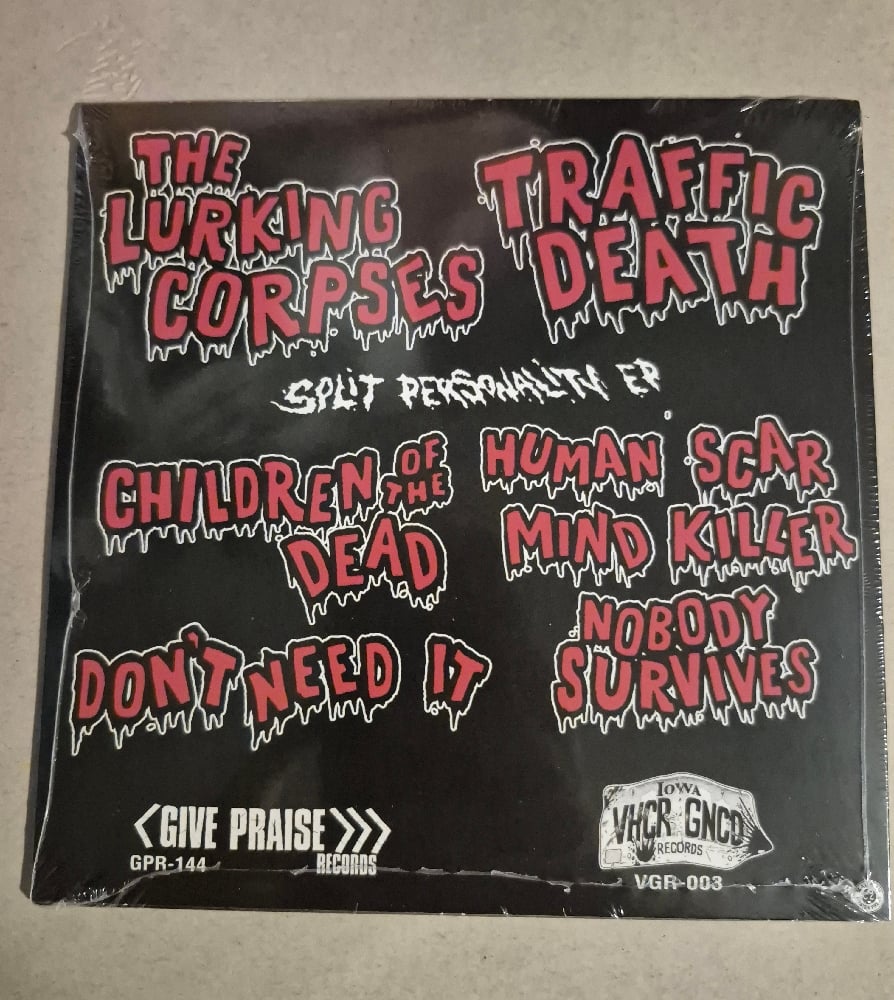 THE
LURKING
CORPSES
TRAFFIC
DEATH
SPLIT PERSONALITY EP
CHILDREN OF THE
DEAD
DON'T NEED IT
HUMAN SCAR
MIND KILLER
NOBODY
SURVIVES
GIVE PRAISE
RECORDS
GPR-144
IOWA
VHCR GNCD
RECORDS
VGR-003